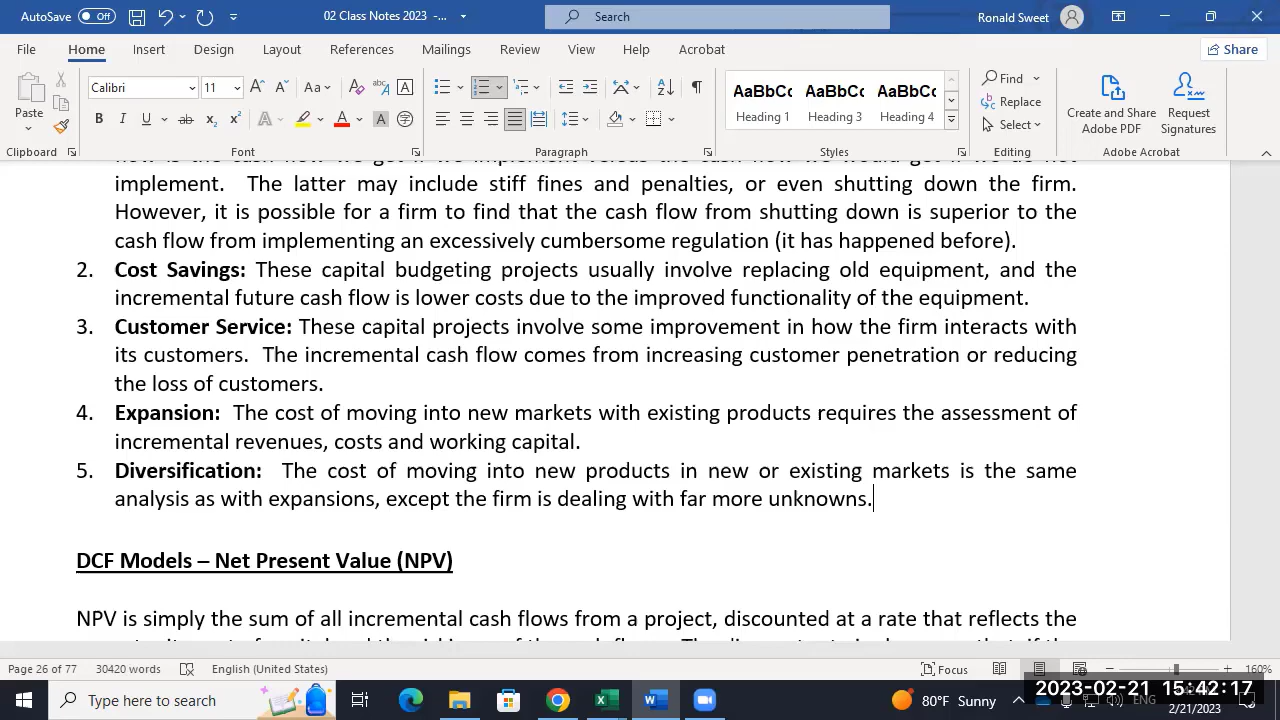 AutoSave Off 02 Class Notes 2023 -... Search Ronald Sweet
File Home Insert Design Layout References Mailings Review View Help Acrobat Share
Paste Calibri 11 Find Replace Select Create and Share Adobe PDF Request Signatures
AaBbCc AaBbCc AaBbCc
Heading 1 Heading 3 Heading 4
Clipboard Font Paragraph Styles Editing Adobe Acrobat
implement. The latter may include stiff fines and penalties, or even shutting down the firm.
However, it is possible for a firm to find that the cash flow from shutting down is superior to the
cash flow from implementing an excessively cumbersome regulation (it has happened before).
2. Cost Savings: These capital budgeting projects usually involve replacing old equipment, and the
incremental future cash flow is lower costs due to the improved functionality of the equipment.
3. Customer Service: These capital projects involve some improvement in how the firm interacts with
its customers. The incremental cash flow comes from increasing customer penetration or reducing
the loss of customers.
4. Expansion: The cost of moving into new markets with existing products requires the assessment of
incremental revenues, costs and working capital.
5. Diversification: The cost of moving into new products in new or existing markets is the same
analysis as with expansions, except the firm is dealing with far more unknowns.
DCF Models – Net Present Value (NPV)
NPV is simply the sum of all incremental cash flows from a project, discounted at a rate that reflects the
Page 26 of 77 30420 words English (United States) Focus 160%
Type here to search 80°F Sunny ENG
2023-02-21 15:42:17
2/21/2023